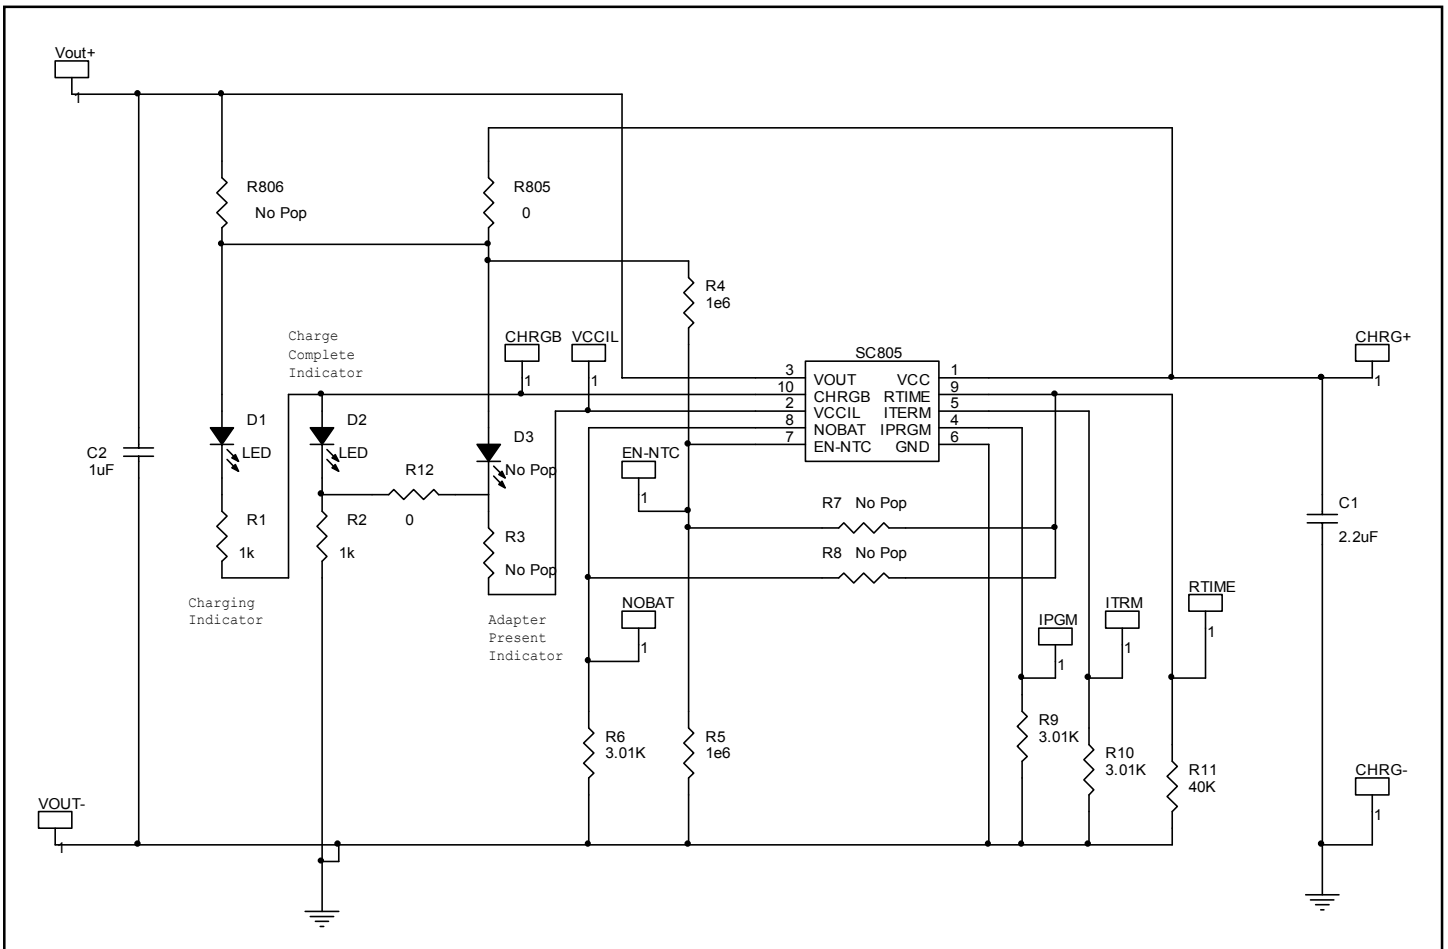 Vout+
1
R806
No Pop
R805
0
R4
1e6
Charge
Complete
Indicator
CHRGB
1
VCCIL
1
SC805
3
10
2
8
7
VOUT
CHRGB
VCCIL
NOBAT
EN-NTC
VCC
RTIME
ITERM
IPRGM
GND
1
9
5
4
6
CHRG+
1
D1
LED
D2
LED
D3
No Pop
C2
1uF
R12
0
EN-NTC
1
R7 No Pop
R8 No Pop
C1
2.2uF
R1
1k
R2
1k
R3
No Pop
Charging
Indicator
Adapter
Present
Indicator
NOBAT
1
IPGM
1
ITRM
1
RTIME
1
R6
3.01K
R5
1e6
R9
3.01K
R10
3.01K
R11
40K
VOUT-
1
CHRG-
1